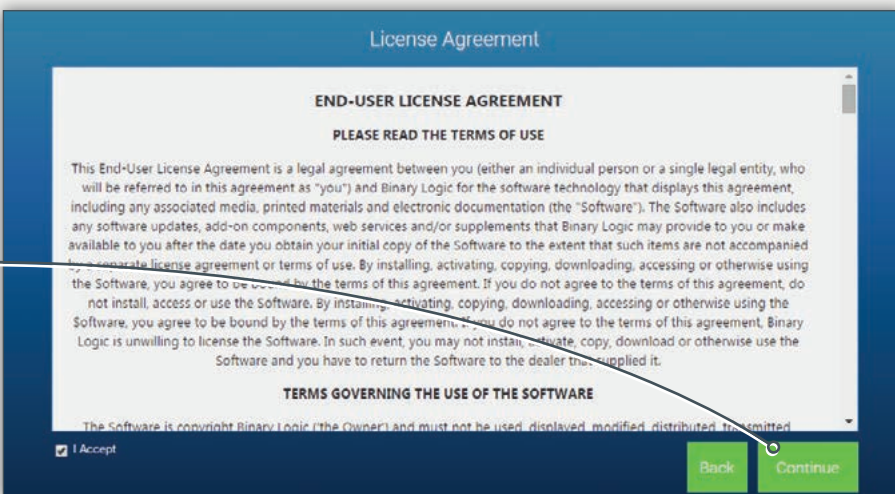 License Agreement
END-USER LICENSE AGREEMENT
PLEASE READ THE TERMS OF USE
This End-User License Agreement is a legal agreement between you (either an individual person or a single legal entity, who
will be referred to in this agreement as "you") and Binary Logic for the software technology that displays this agreement,
including any associated media, printed materials and electronic documentation (the "Software"). The Software also includes
any software updates, add-on components, web services and/or supplements that Binary Logic may provide to you or make
available to you after the date you obtain your initial copy of the Software to the extent that such items are not accompanied
by a separate license agreement or terms of use. By installing, activating, copying, downloading, accessing or otherwise using
the Software, you agree to be bound by the terms of this agreement. If you do not agree to the terms of this agreement, do
not install, access or use the Software. By installing, activating, copying, downloading, accessing or otherwise using the
Software, you agree to be bound by the terms of this agreement. If you do not agree to the terms of this agreement, Binary
Logic is unwilling to license the Software. In such event, you may not install, activate, copy, download or otherwise use the
Software and you have to return the Software to the dealer that supplied it.
TERMS GOVERNING THE USE OF THE SOFTWARE
The Software is copyright Binary Logic ('the Owner') and must not be used, displayed, modified, distributed, transmitted
I Accept
Back Continue